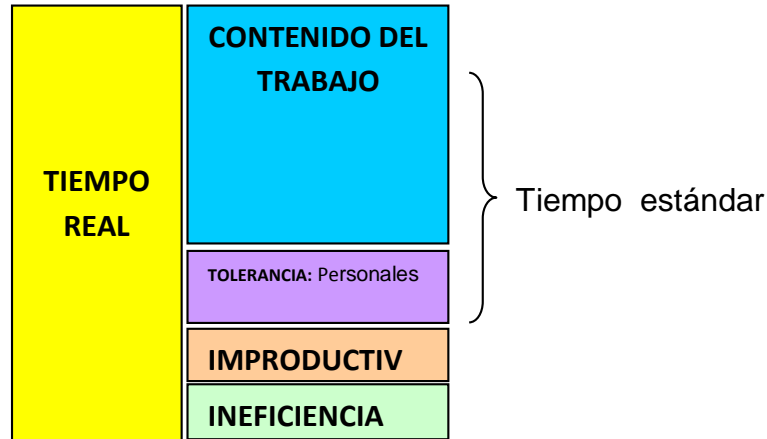 CONTENIDO DEL
TRABAJO
TIEMPO
REAL
Tiempo estándar
TOLERANCIA: Personales
IMPRODUCTIV
INEFICIENCIA